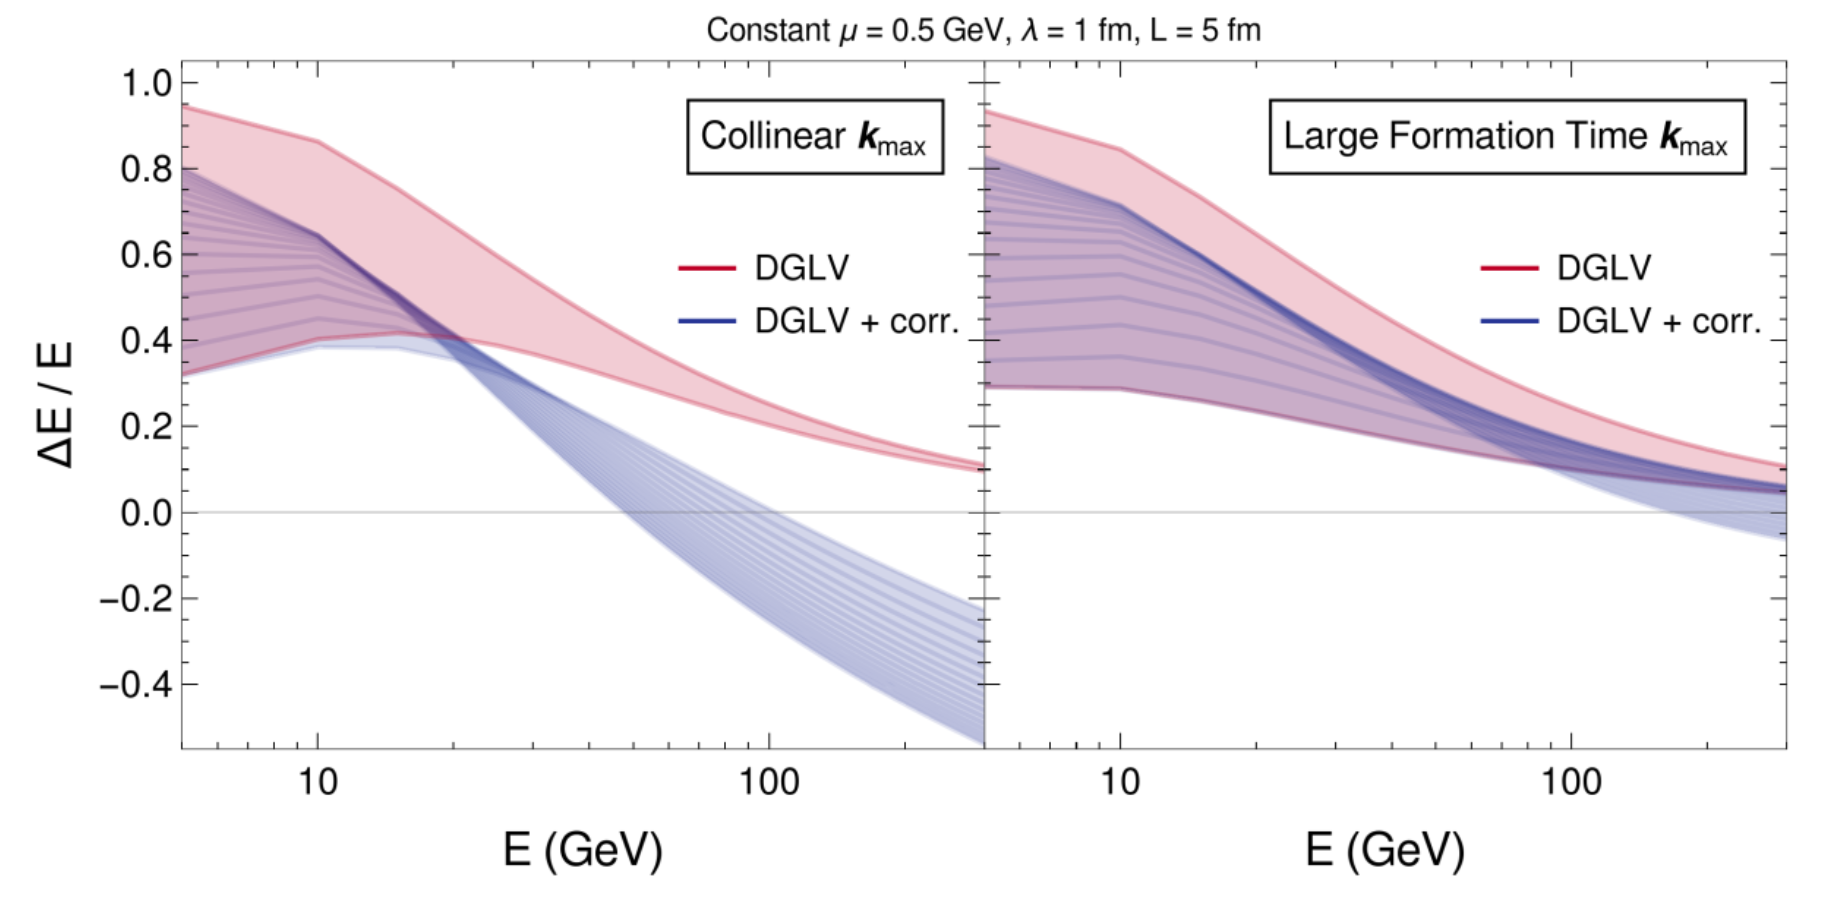 Constant μ = 0.5 GeV, λ = 1 fm, L = 5 fm
ΔE / E
1.0
0.8
0.6
0.4
0.2
0.0
−0.2
−0.4
Collinear kmax
DGLV
DGLV + corr.
10
100
E (GeV)
Large Formation Time kmax
DGLV
DGLV + corr.
10
100
E (GeV)